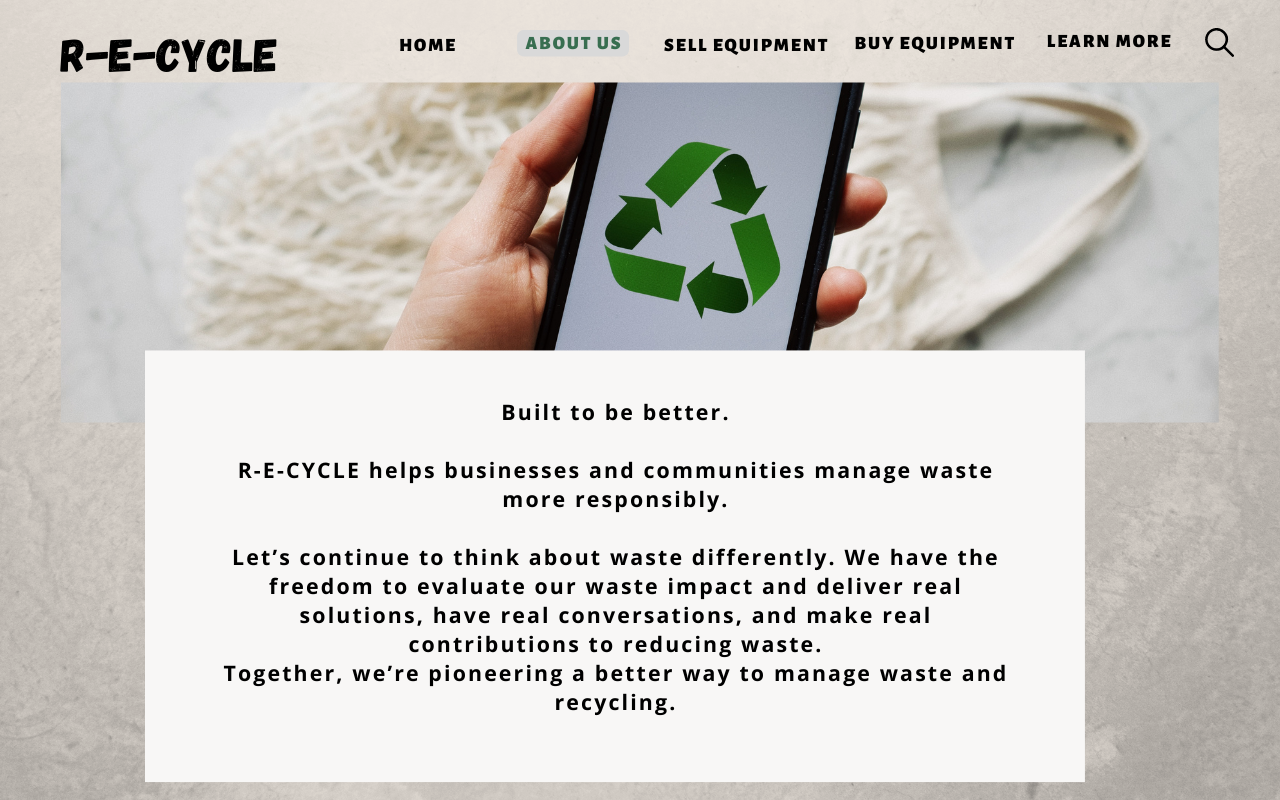 R-E-CYCLE
HOME
ABOUT US
SELL EQUIPMENT
BUY EQUIPMENT
LEARN MORE
Built to be better.
R-E-CYCLE helps businesses and communities manage waste
more responsibly.
Let’s continue to think about waste differently. We have the
freedom to evaluate our waste impact and deliver real
solutions, have real conversations, and make real
contributions to reducing waste.
Together, we’re pioneering a better way to manage waste and
recycling.